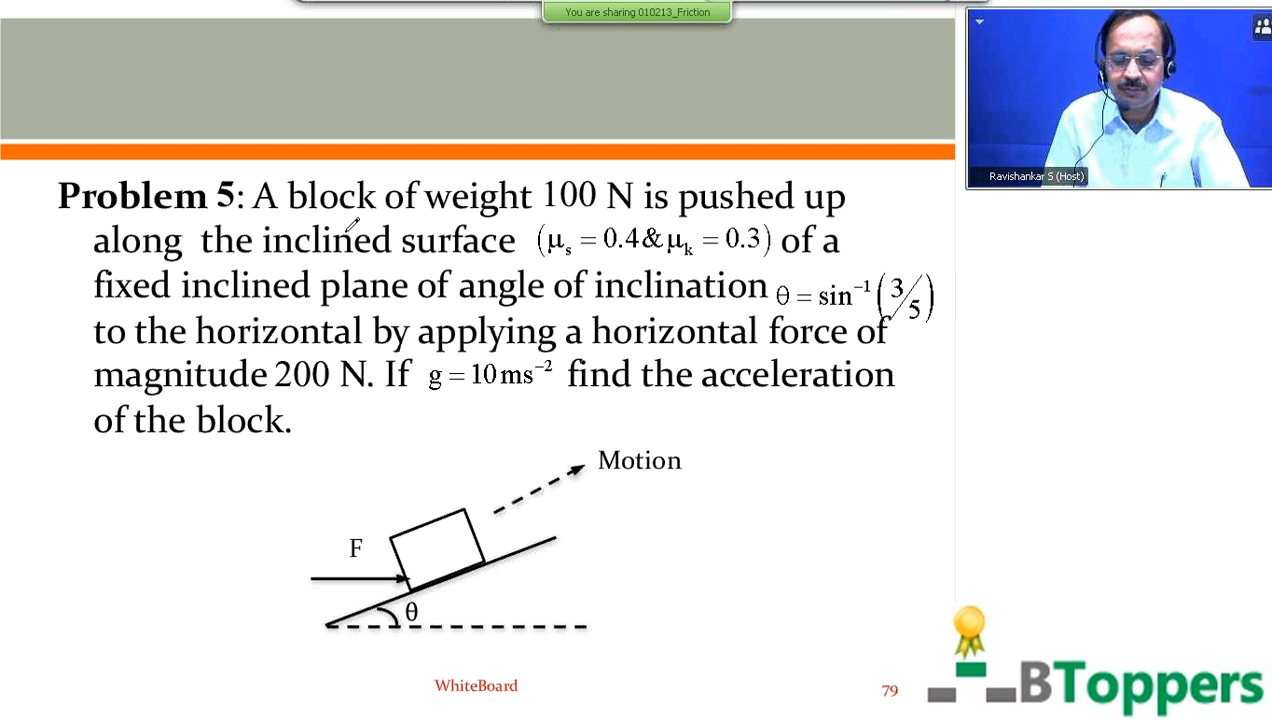 You are sharing 010213_Friction
Ravishankar S (Host)
Problem 5: A block of weight 100 N is pushed up
along the inclined surface (μs = 0.4 & μk = 0.3) of a
fixed inclined plane of angle of inclination θ = sin⁻¹(3/5)
to the horizontal by applying a horizontal force of
magnitude 200 N. If g = 10 ms⁻² find the acceleration
of the block.
Motion
F
θ
WhiteBoard
79
BToppers